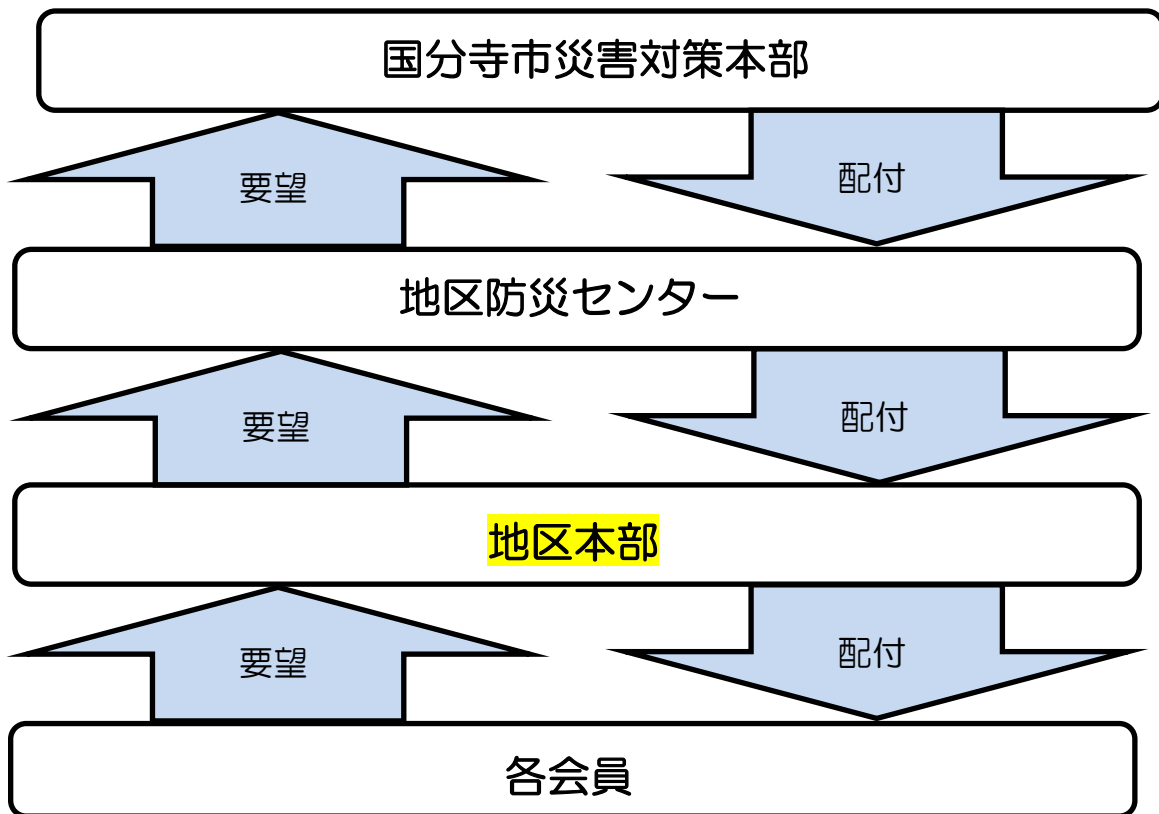 国分寺市災害対策本部
要望
配付
地区防災センター
要望
配付
地区本部
要望
配付
各会員